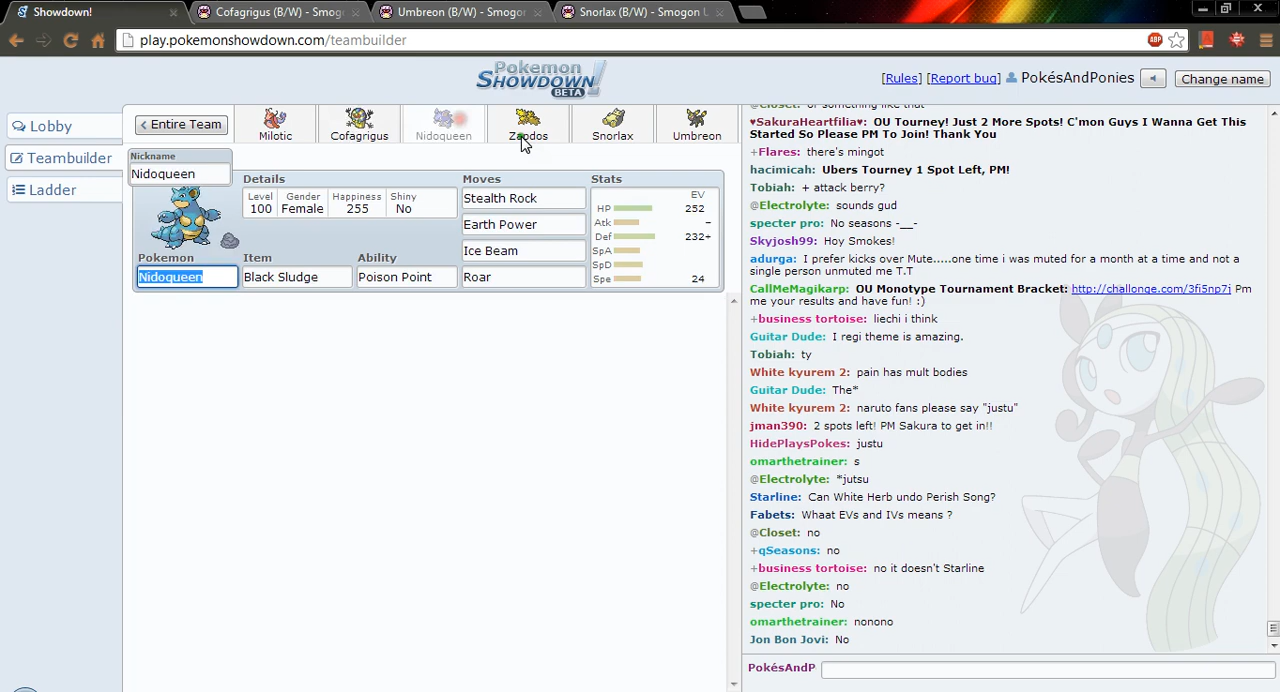 Showdown!
Cofagrigus (B/W) - Smog
Umbreon (B/W) - Smogor
Snorlax (B/W) - Smogon U
play.pokemonshowdown.com/teambuilder
ABP
Pokemon
SHOWDOWN!
BETA
[Rules] [Report bug] PokésAndPonies
Change name
Lobby
Teambuilder
Ladder
< Entire Team
Milotic
Cofagrigus
Nidoqueen
Zapdos
Snorlax
Umbreon
Nickname
Nidoqueen
Details
Level Gender Happiness Shiny
100 Female 255 No
Pokemon
Nidoqueen
Item
Black Sludge
Ability
Poison Point
Moves
Stealth Rock
Earth Power
Ice Beam
Roar
Stats
EV
HP 252
Atk –
Def 232+
SpA
SpD
Spe 24
@Closet: or something like that
♥SakuraHeartfilia♥: OU Tourney! Just 2 More Spots! C'mon Guys I Wanna Get This
Started So Please PM To Join! Thank You
+Flares: there's mingot
hacimicah: Ubers Tourney 1 Spot Left, PM!
Tobiah: + attack berry?
@Electrolyte: sounds gud
specter pro: No seasons -__-
Skyjosh99: Hoy Smokes!
adurga: I prefer kicks over Mute.....one time i was muted for a month at a time and not a
single person unmuted me T.T
CallMeMagikarp: OU Monotype Tournament Bracket: http://challonge.com/3fi5np7j Pm
me your results and have fun! :)
+business tortoise: liechi i think
Guitar Dude: I regi theme is amazing.
Tobiah: ty
White kyurem 2: pain has mult bodies
Guitar Dude: The*
White kyurem 2: naruto fans please say "justu"
jman390: 2 spots left! PM Sakura to get in!!
HidePlaysPokes: justu
omarthetrainer: s
@Electrolyte: *jutsu
Starline: Can White Herb undo Perish Song?
Fabets: Whaat EVs and IVs means ?
@Closet: no
+qSeasons: no
+business tortoise: no it doesn't Starline
@Electrolyte: no
specter pro: No
omarthetrainer: nonono
Jon Bon Jovi: No
PokésAndP